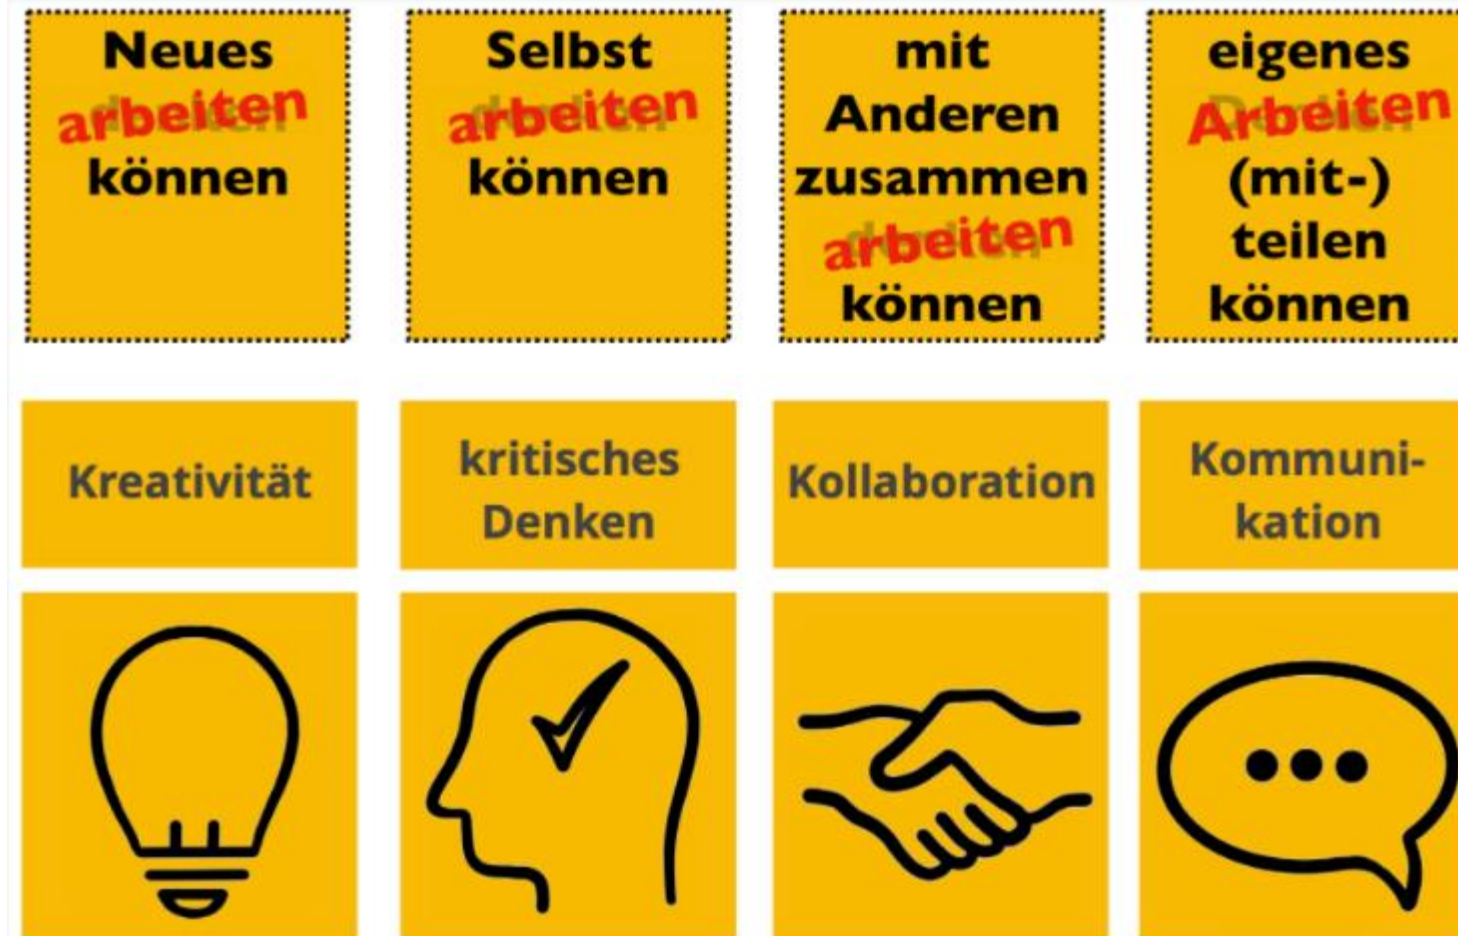 Neues
arbeiten
können
Selbst
arbeiten
können
mit
Anderen
zusammen
arbeiten
können
eigenes
Arbeiten
(mit-)
teilen
können
Kreativität
kritisches
Denken
Kollaboration
Kommuni-
kation